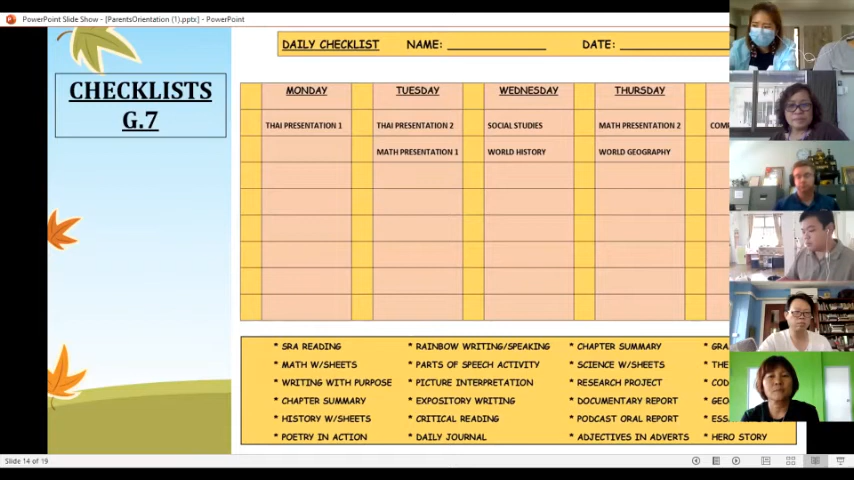 PowerPoint Slide Show - [ParentsOrientation (1).pptx] - PowerPoint
CHECKLISTS
G.7
DAILY CHECKLIST NAME: DATE:
MONDAY TUESDAY WEDNESDAY THURSDAY
THAI PRESENTATION 1 THAI PRESENTATION 2 SOCIAL STUDIES MATH PRESENTATION 2
MATH PRESENTATION 1 WORLD HISTORY WORLD GEOGRAPHY
* SRA READING * RAINBOW WRITING/SPEAKING * CHAPTER SUMMARY
* MATH W/SHEETS * PARTS OF SPEECH ACTIVITY * SCIENCE W/SHEETS
* WRITING WITH PURPOSE * PICTURE INTERPRETATION * RESEARCH PROJECT
* CHAPTER SUMMARY * EXPOSITORY WRITING * DOCUMENTARY REPORT
* HISTORY W/SHEETS * CRITICAL READING * PODCAST ORAL REPORT
* POETRY IN ACTION * DAILY JOURNAL * ADJECTIVES IN ADVERTS * HERO STORY
Slide 14 of 19